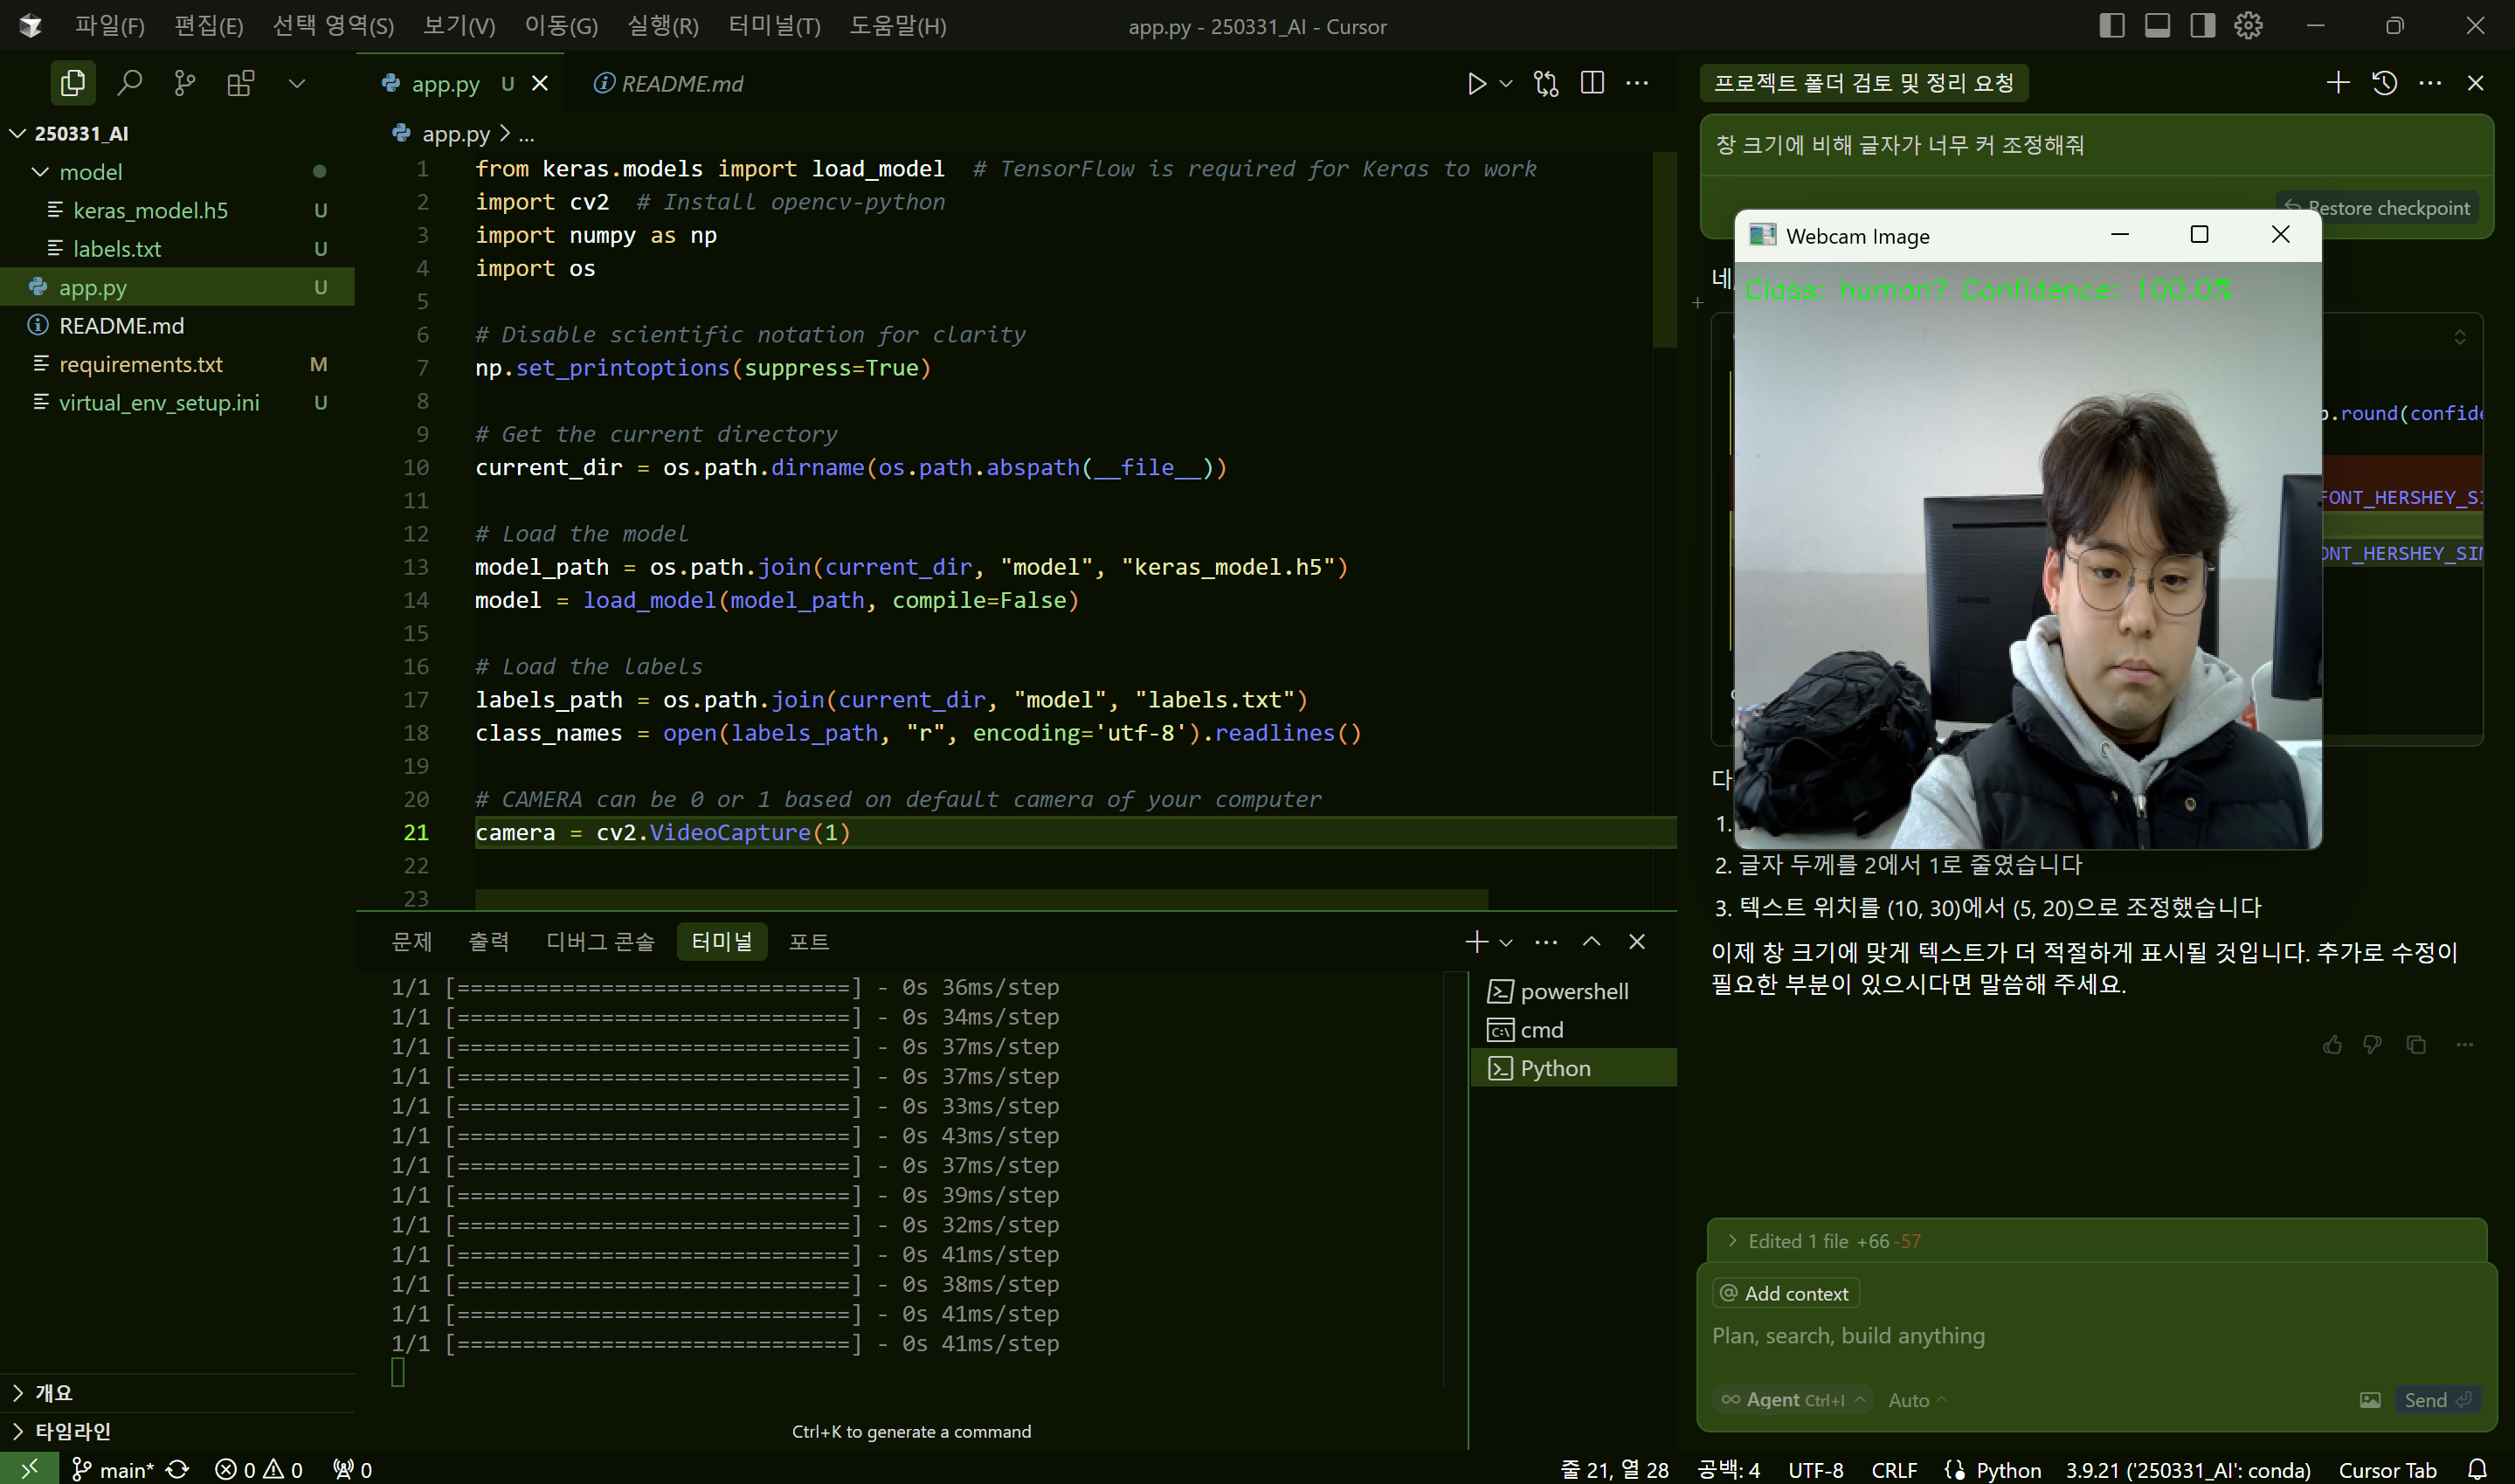 파일(F) 편집(E) 선택 영역(S) 보기(V) 이동(G) 실행(R) 터미널(T) 도움말(H)
app.py - 250331_AI - Cursor
250331_AI
model
keras_model.h5 U
labels.txt U
app.py U
README.md
requirements.txt M
virtual_env_setup.ini U
개요
타임라인
app.py U
README.md
app.py > ...
1 from keras.models import load_model # TensorFlow is required for Keras to work
2 import cv2 # Install opencv-python
3 import numpy as np
4 import os
5
6 # Disable scientific notation for clarity
7 np.set_printoptions(suppress=True)
8
9 # Get the current directory
10 current_dir = os.path.dirname(os.path.abspath(__file__))
11
12 # Load the model
13 model_path = os.path.join(current_dir, "model", "keras_model.h5")
14 model = load_model(model_path, compile=False)
15
16 # Load the labels
17 labels_path = os.path.join(current_dir, "model", "labels.txt")
18 class_names = open(labels_path, "r", encoding='utf-8').readlines()
19
20 # CAMERA can be 0 or 1 based on default camera of your computer
21 camera = cv2.VideoCapture(1)
22
23
문제 출력 디버그 콘솔 터미널 포트
1/1 [==============================] - 0s 36ms/step
1/1 [==============================] - 0s 34ms/step
1/1 [==============================] - 0s 37ms/step
1/1 [==============================] - 0s 37ms/step
1/1 [==============================] - 0s 33ms/step
1/1 [==============================] - 0s 43ms/step
1/1 [==============================] - 0s 37ms/step
1/1 [==============================] - 0s 39ms/step
1/1 [==============================] - 0s 32ms/step
1/1 [==============================] - 0s 41ms/step
1/1 [==============================] - 0s 38ms/step
1/1 [==============================] - 0s 41ms/step
1/1 [==============================] - 0s 41ms/step
Ctrl+K to generate a command
powershell
cmd
Python
프로젝트 폴더 검토 및 정리 요청
창 크기에 비해 글자가 너무 커 조정해줘
Restore checkpoint
네,
Webcam Image
Class: human? Confidence: 100.0%
.round(confide
FONT_HERSHEY_SI
ONT_HERSHEY_SIM
SAMSUNG
다
1.
2. 글자 두께를 2에서 1로 줄였습니다
3. 텍스트 위치를 (10, 30)에서 (5, 20)으로 조정했습니다
이제 창 크기에 맞게 텍스트가 더 적절하게 표시될 것입니다. 추가로 수정이
필요한 부분이 있으시다면 말씀해 주세요.
Edited 1 file +66 -57
@ Add context
Plan, search, build anything
Agent Ctrl+I Auto Send
main* 0 0 0
줄 21, 열 28 공백: 4 UTF-8 CRLF Python 3.9.21 ('250331_AI': conda) Cursor Tab